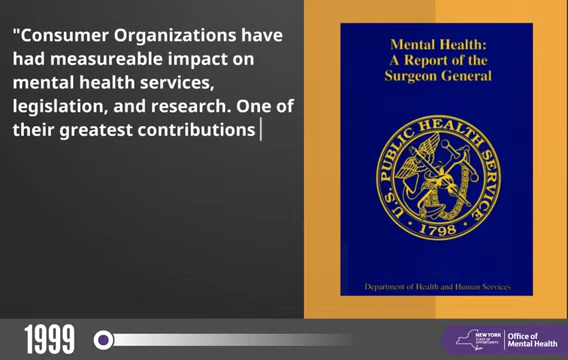 "Consumer Organizations have
had measureable impact on
mental health services,
legislation, and research. One of
their greatest contributions
Mental Health:
A Report of the
Surgeon General
U.S. PUBLIC HEALTH SERVICE
1798
Department of Health and Human Services
1999
NEW YORK
STATE OF
OPPORTUNITY.
Office of
Mental Health